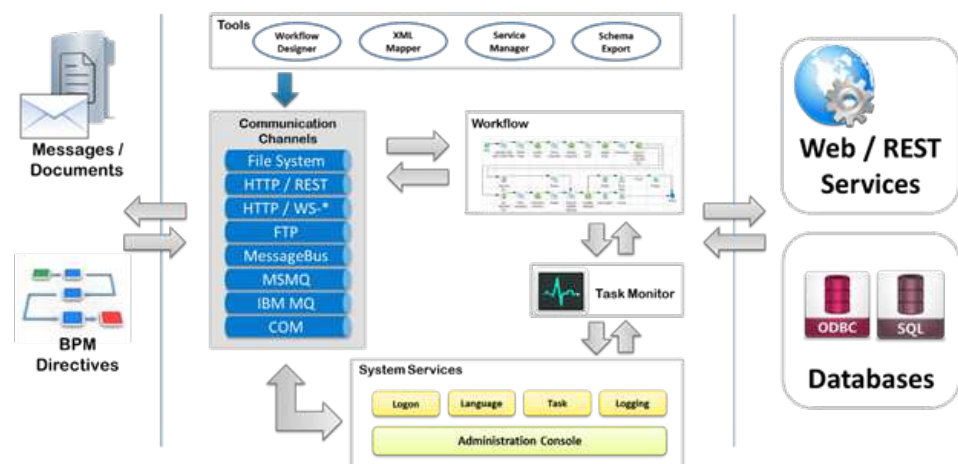 Tools
Workflow
Designer
XML
Mapper
Service
Manager
Schema
Export
Messages /
Documents
BPM
Directives
Communication
Channels
File System
HTTP / REST
HTTP / WS-*
FTP
MessageBus
MSMQ
IBM MQ
COM
Workflow
Task Monitor
System Services
Logon
Language
Task
Logging
Administration Console
Web / REST
Services
ODBC
SQL
Databases